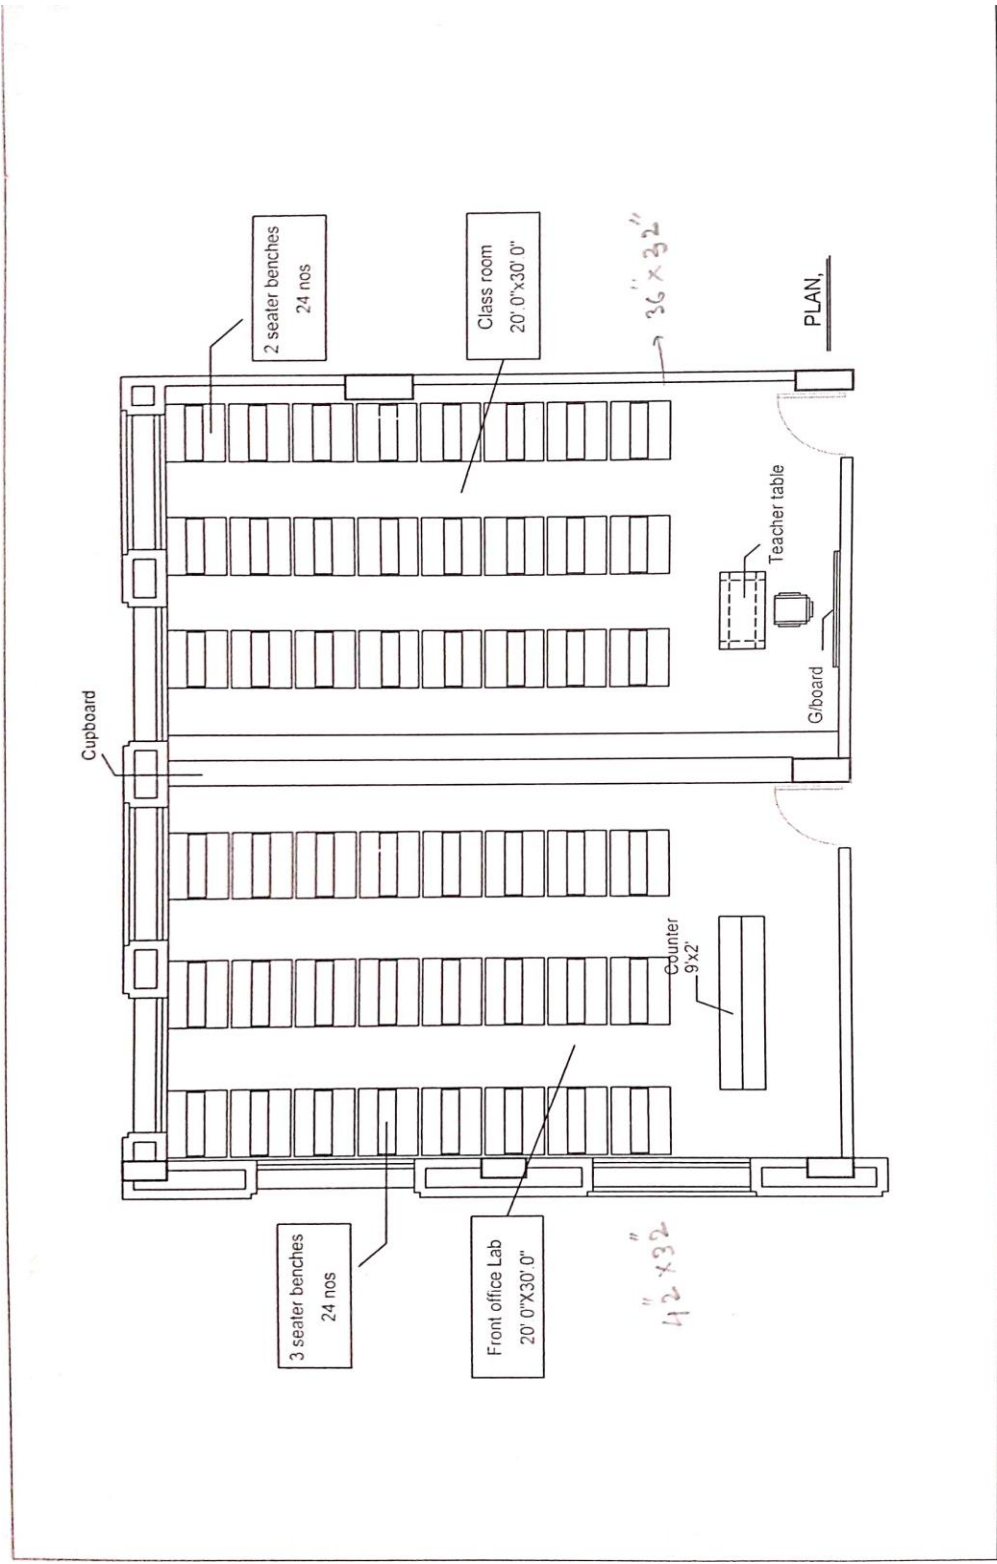 Cupboard
2 seater benches
24 nos
Class room
20'.0"x30'.0"
→ 36" x 32"
PLAN,
Teacher table
G/board
Counter
9'x2'
3 seater benches
24 nos
Front office Lab
20' 0"X30'.0"
42" x 32"